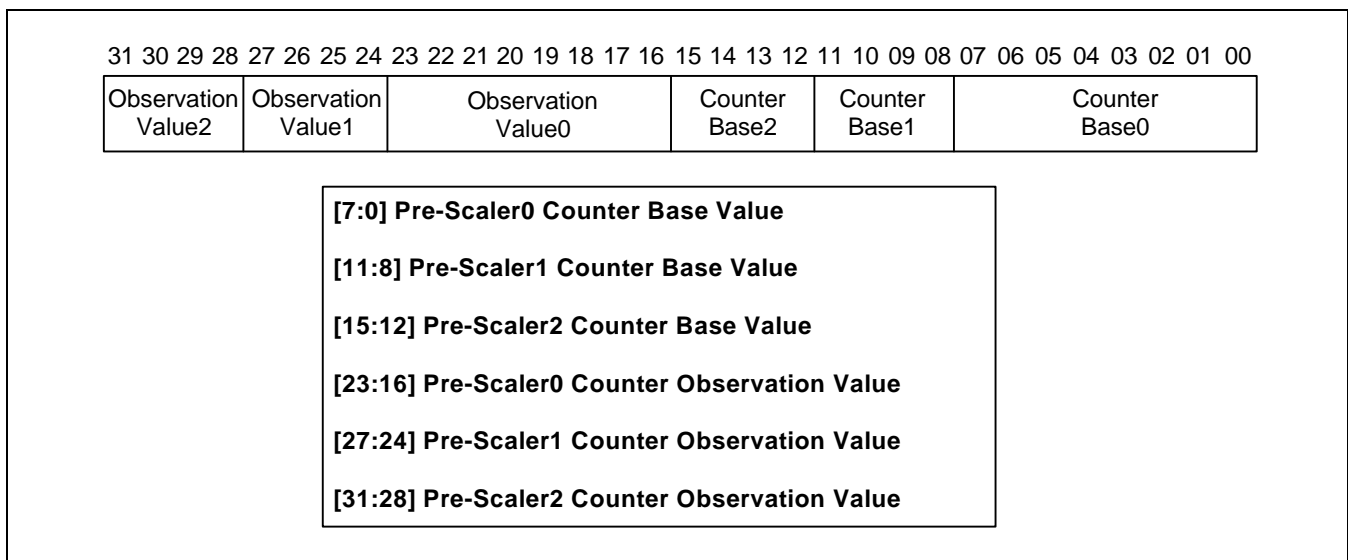 31 30 29 28 27 26 25 24 23 22 21 20 19 18 17 16 15 14 13 12 11 10 09 08 07 06 05 04 03 02 01 00
Observation Value2
Observation Value1
Observation Value0
Counter Base2
Counter Base1
Counter Base0
[7:0] Pre-Scaler0 Counter Base Value
[11:8] Pre-Scaler1 Counter Base Value
[15:12] Pre-Scaler2 Counter Base Value
[23:16] Pre-Scaler0 Counter Observation Value
[27:24] Pre-Scaler1 Counter Observation Value
[31:28] Pre-Scaler2 Counter Observation Value